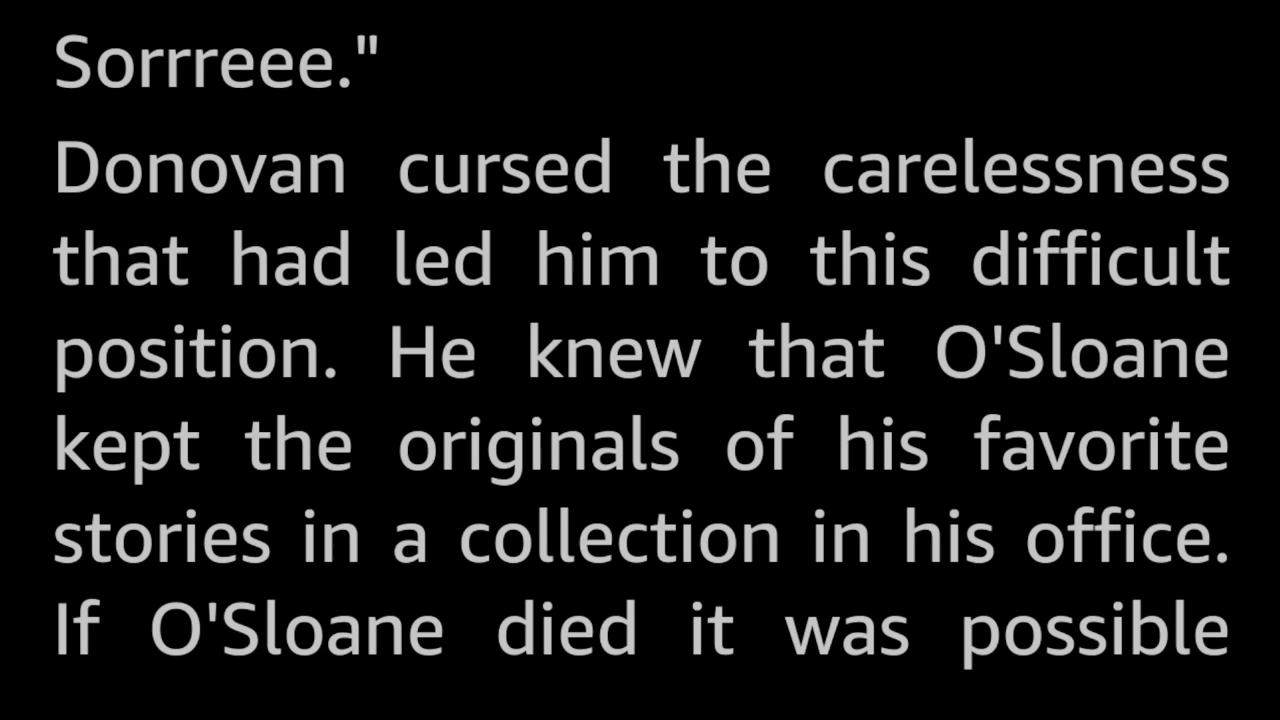 Sorrreee."
Donovan cursed the carelessness
that had led him to this difficult
position. He knew that O'Sloane
kept the originals of his favorite
stories in a collection in his office.
If O'Sloane died it was possible